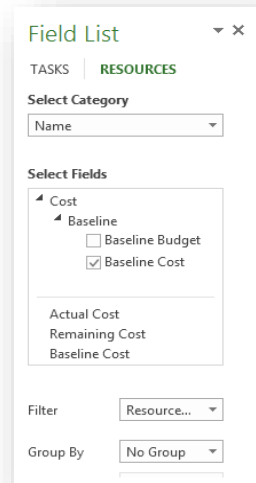 Field List
TASKS RESOURCES
Select Category
Name
Select Fields
Cost
Baseline
Baseline Budget
Baseline Cost
Actual Cost
Remaining Cost
Baseline Cost
Filter Resource...
Group By No Group